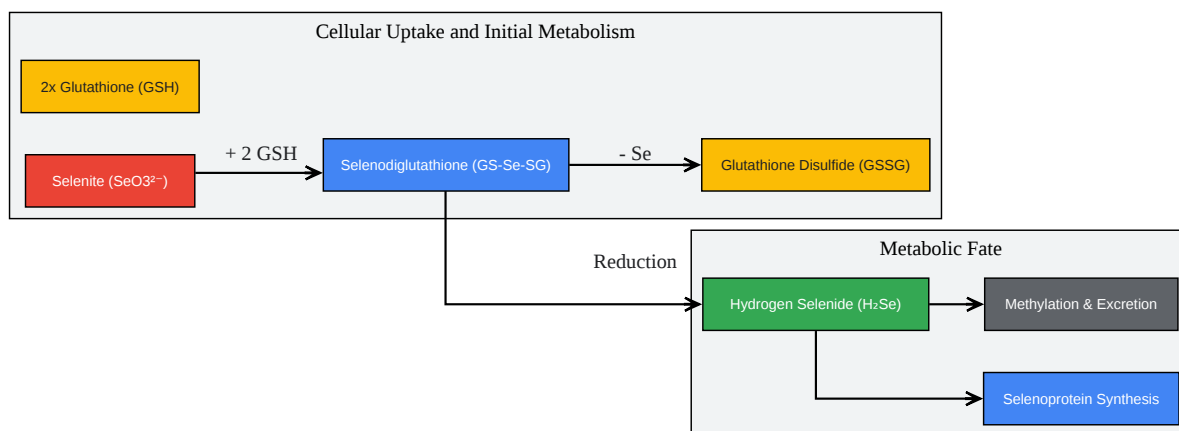 Cellular Uptake and Initial Metabolism
2x Glutathione (GSH)
Selenite (SeO3²⁻)
+ 2 GSH
Selenodiglutathione (GS-Se-SG)
- Se
Glutathione Disulfide (GSSG)
Reduction
Metabolic Fate
Hydrogen Selenide (H₂Se)
Methylation & Excretion
Selenoprotein Synthesis